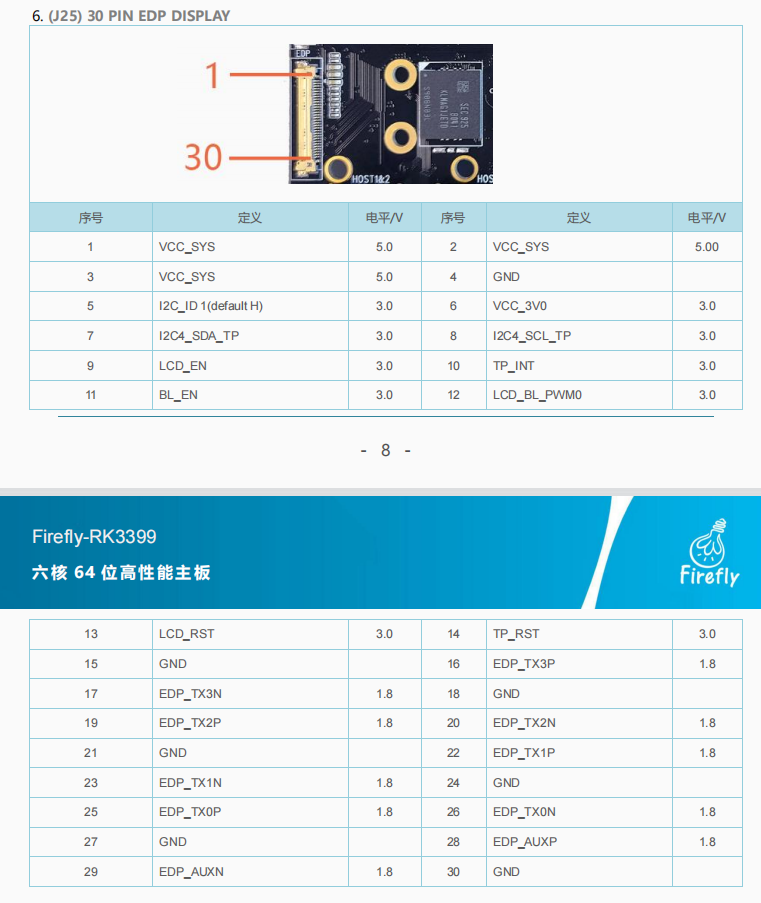 6. (J25) 30 PIN EDP DISPLAY
EDP
1
30
HOST1&2
HOS
SEC 925
B0N1
KLMAG1JETD
序号 定义 电平/V 序号 定义 电平/V
1 VCC_SYS 5.0 2 VCC_SYS 5.00
3 VCC_SYS 5.0 4 GND
5 I2C_ID 1(default H) 3.0 6 VCC_3V0 3.0
7 I2C4_SDA_TP 3.0 8 I2C4_SCL_TP 3.0
9 LCD_EN 3.0 10 TP_INT 3.0
11 BL_EN 3.0 12 LCD_BL_PWM0 3.0
- 8 -
Firefly-RK3399
六核 64 位高性能主板
Firefly
13 LCD_RST 3.0 14 TP_RST 3.0
15 GND 16 EDP_TX3P 1.8
17 EDP_TX3N 1.8 18 GND
19 EDP_TX2P 1.8 20 EDP_TX2N 1.8
21 GND 22 EDP_TX1P 1.8
23 EDP_TX1N 1.8 24 GND
25 EDP_TX0P 1.8 26 EDP_TX0N 1.8
27 GND 28 EDP_AUXP 1.8
29 EDP_AUXN 1.8 30 GND